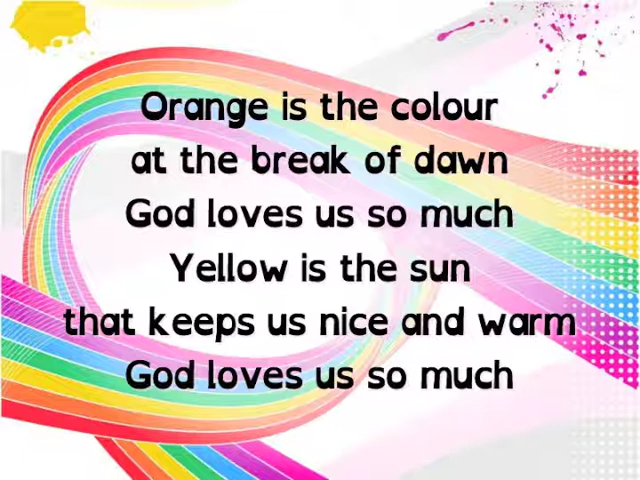 Orange is the colour
at the break of dawn
God loves us so much
Yellow is the sun
that keeps us nice and warm
God loves us so much